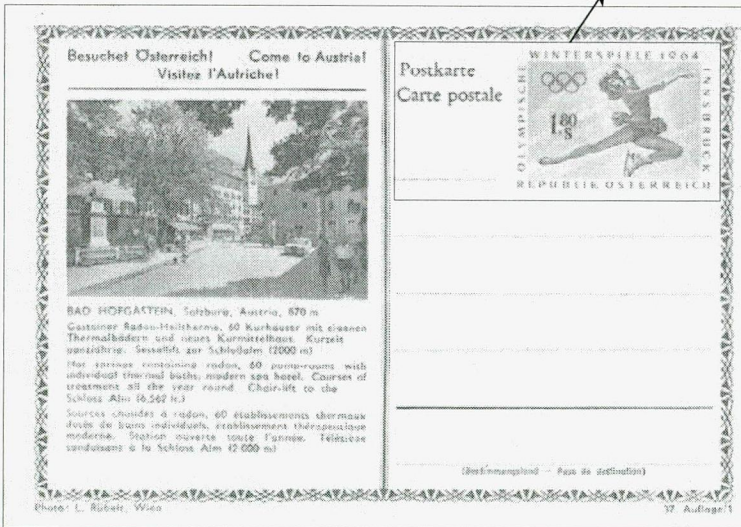 Besuchet Österreich! Come to Austria!
Visitez l'Autriche!
BAD HOFGASTEIN, Salzburg, Austria, 870 m
Gasteiner Radon-Heiltherme, 60 Kurhäuser mit eigenen
Thermalbädern und neues Kurmittelhaus. Kurzeit
ganzjährig. Sessellift zur Schloßalm (2000 m)
Hot springs containing radon, 60 pump-rooms with
individual thermal baths, modern spa hotel. Courses of
treatment all the year round. Chair-lift to the
Schloss Alm (6,562 ft.)
Sources chaudes à radon, 60 établissements thermaux
dotés de bains individuels, établissement thérapeutique
moderne. Station ouverte toute l'année. Télésiège
conduisant à la Schloss Alm (2 000 m)
Photo: L. Rübelt, Wien
Postkarte
Carte postale
WINTERSPIELE 1964
OLYMPISCHE
INNSBRUCK
1.80
S
REPUBLIK OSTERREICH
(Bestimmungsland — Pays de destination)
37. Auflage/1